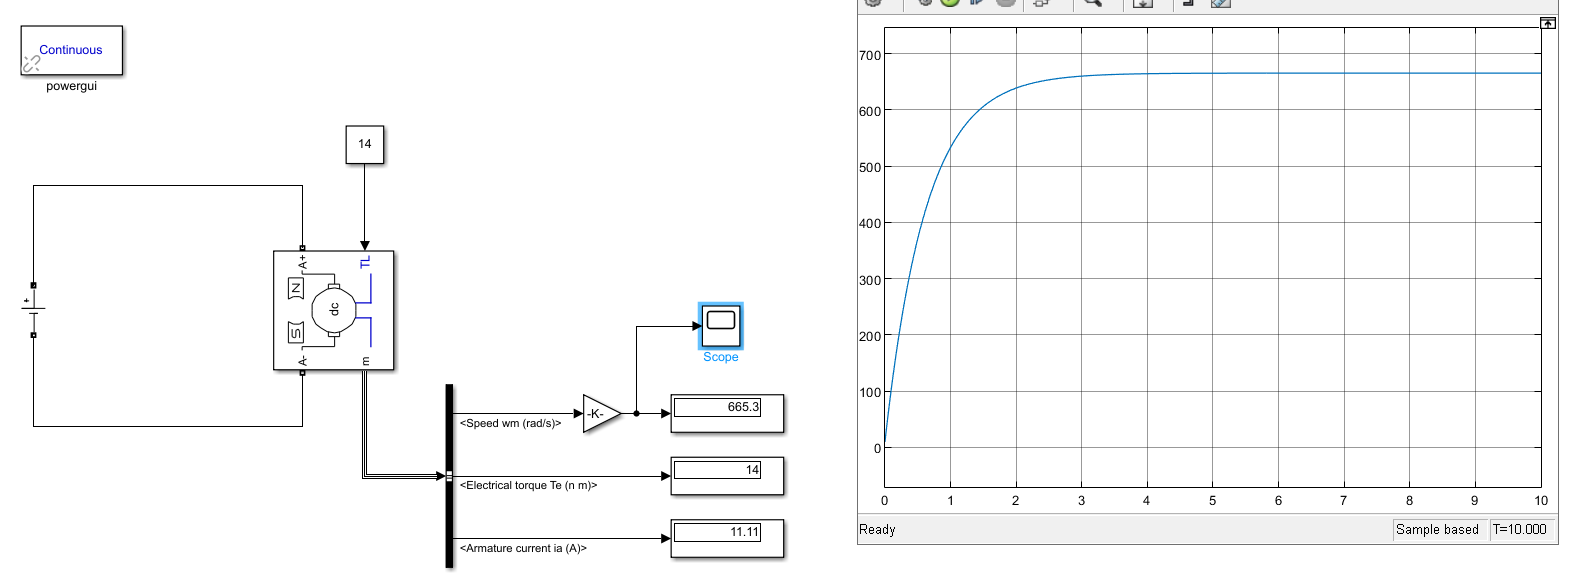 Continuous
powergui
14
A+
TL
N
dc
S
A-
m
+
Scope
-K-
<Speed wm (rad/s)>
665.3
<Electrical torque Te (n m)>
14
<Armature current ia (A)>
11.11
700
600
500
400
300
200
100
0
0 1 2 3 4 5 6 7 8 9 10
Ready
Sample based
T=10.000